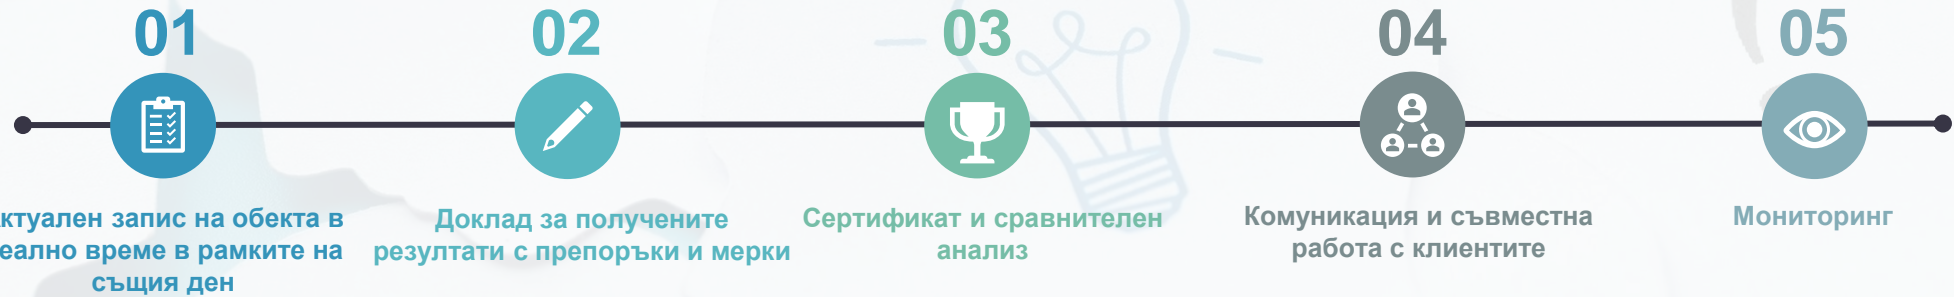 01
ктуален запис на обекта в
еално време в рамките на
същия ден
02
Доклад за получените
резултати с препоръки и мерки
03
Сертификат и сравнителен
анализ
04
Комуникация и съвместна
работа с клиентите
05
Мониторинг